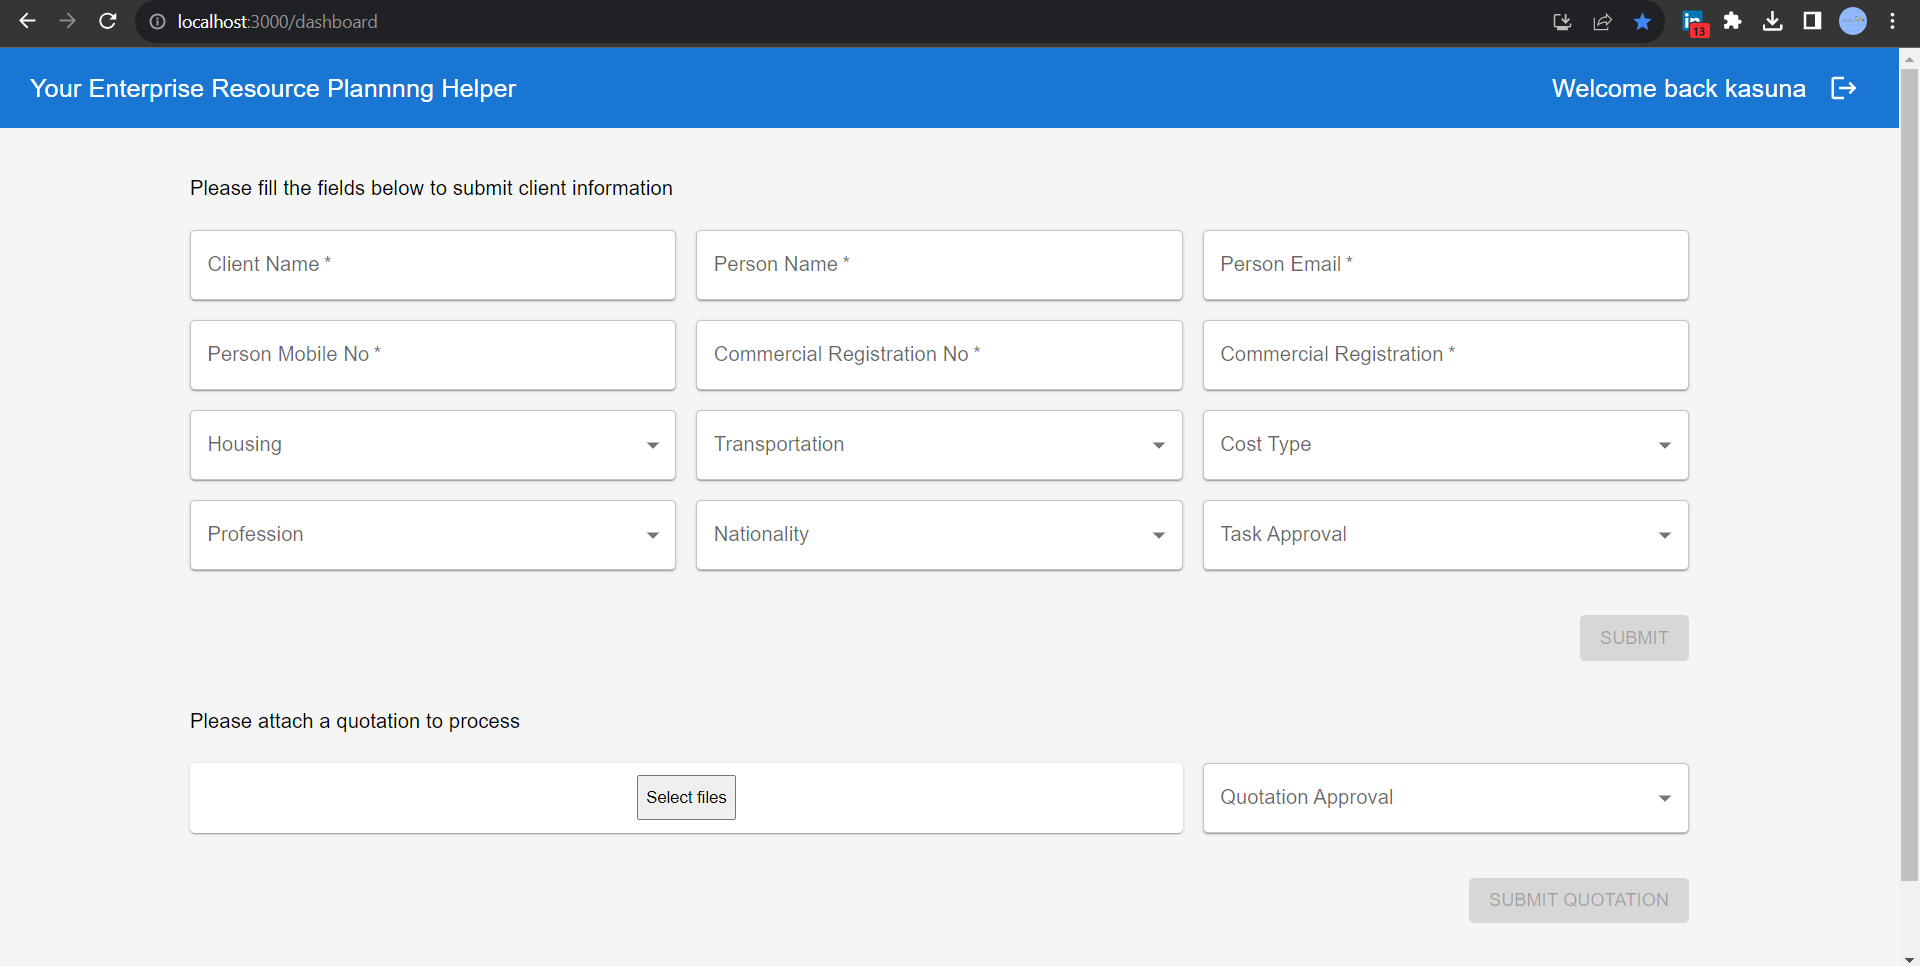 localhost:3000/dashboard
13
Your Enterprise Resource Plannnng Helper
Welcome back kasuna
Please fill the fields below to submit client information
Client Name *
Person Name *
Person Email *
Person Mobile No *
Commercial Registration No *
Commercial Registration *
Housing
Transportation
Cost Type
Profession
Nationality
Task Approval
SUBMIT
Please attach a quotation to process
Select files
Quotation Approval
SUBMIT QUOTATION